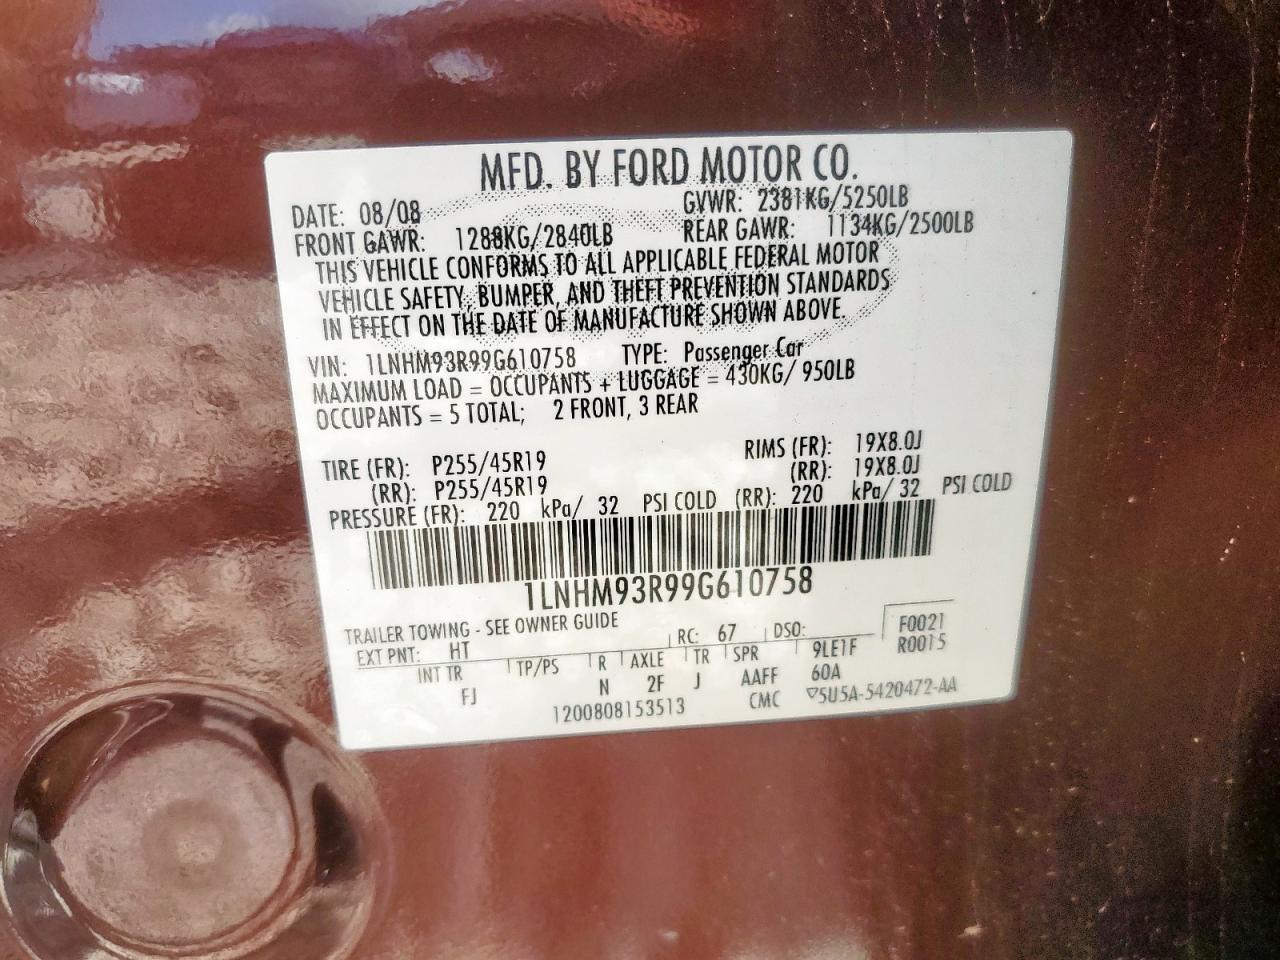 MFD. BY FORD MOTOR CO.
DATE: 08/08 GVWR: 2381KG/5250LB
FRONT GAWR: 1288KG/2840LB REAR GAWR: 1134KG/2500LB
THIS VEHICLE CONFORMS TO ALL APPLICABLE FEDERAL MOTOR
VEHICLE SAFETY, BUMPER, AND THEFT PREVENTION STANDARDS
IN EFFECT ON THE DATE OF MANUFACTURE SHOWN ABOVE.
VIN: 1LNHM93R99G610758 TYPE: Passenger Car
MAXIMUM LOAD = OCCUPANTS + LUGGAGE = 430KG/ 950LB
OCCUPANTS = 5 TOTAL; 2 FRONT, 3 REAR
TIRE (FR): P255/45R19 RIMS (FR): 19X8.0J
(RR): P255/45R19 (RR): 19X8.0J
PRESSURE (FR): 220 kPa/ 32 PSI COLD (RR): 220 kPa/ 32 PSI COLD
1LNHM93R99G610758
TRAILER TOWING - SEE OWNER GUIDE
EXT PNT: HT RC: 67 DSO: F0021
R0015
INT TR TP/PS R AXLE TR SPR 9LE1F
FJ N 2F J AAFF 60A
1200808153513 CMC ▽5U5A-5420472-AA